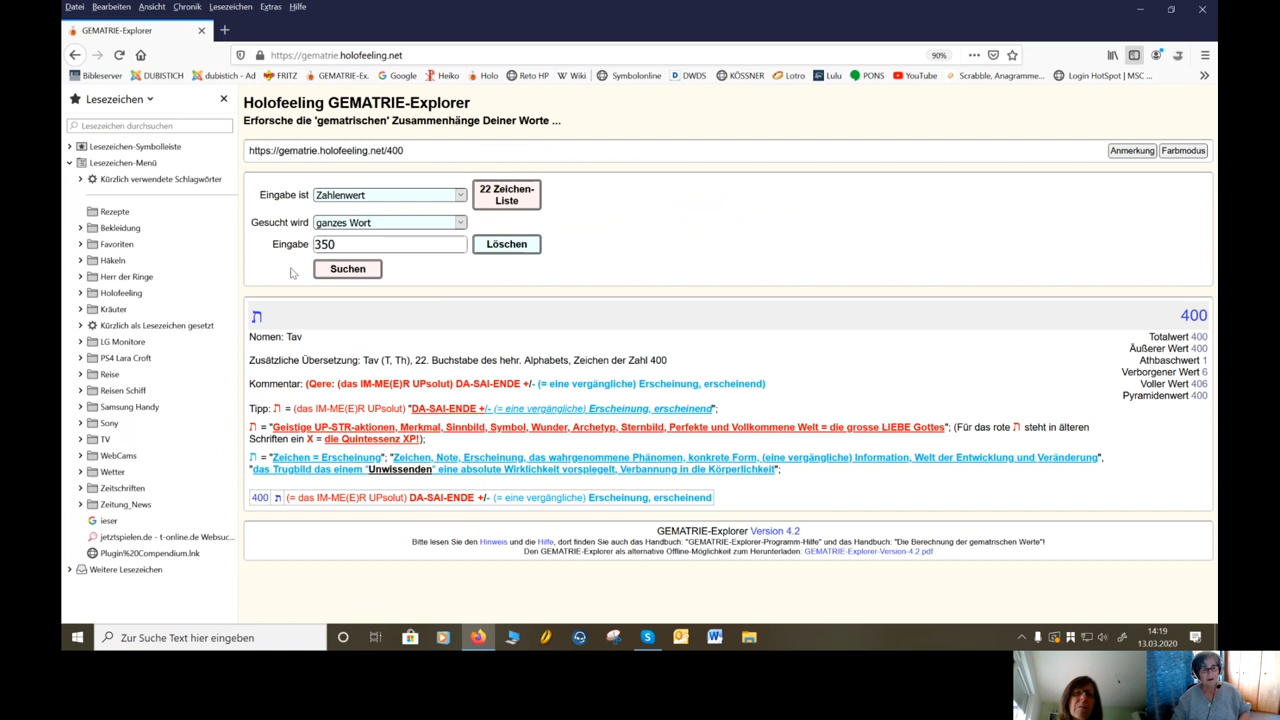 Datei Bearbeiten Ansicht Chronik Lesezeichen Extras Hilfe
GEMATRIE-Explorer
https://gematrie.holofeeling.net 90%
Bibleserver DUBISTICH dubistich - Ad FRITZ GEMATRIE-Ex. Google Heiko Holo Reto HP Wiki Symbolonline DWDS KÖSSNER Lotro Lulu PONS YouTube Scrabble, Anagramme... Login HotSpot | MSC ...
Lesezeichen
Lesezeichen durchsuchen
Lesezeichen-Symbolleiste
Lesezeichen-Menü
Kürzlich verwendete Schlagwörter
Rezepte
Bekleidung
Favoriten
Häkeln
Herr der Ringe
Holofeeling
Kräuter
Kürzlich als Lesezeichen gesetzt
LG Monitore
PS4 Lara Croft
Reise
Reisen Schiff
Samsung Handy
Sony
TV
WebCams
Wetter
Zeitschriften
Zeitung_News
ieser
jetztspielen.de - t-online.de Websuc...
Plugin%20Compendium.lnk
Weitere Lesezeichen
Holofeeling GEMATRIE-Explorer
Erforsche die 'gematrischen' Zusammenhänge Deiner Worte ...
https://gematrie.holofeeling.net/400 Anmerkung Farbmodus
Eingabe ist Zahlenwert 22 Zeichen-Liste
Gesucht wird ganzes Wort
Eingabe 350 Löschen
Suchen
ת 400
Nomen: Tav Totalwert 400
Äußerer Wert 400
Zusätzliche Übersetzung: Tav (T, Th), 22. Buchstabe des hehr. Alphabets, Zeichen der Zahl 400 Athbaschwert 1
Verborgener Wert 6
Kommentar: (Qere: (das IM-ME(E)R UPsolut) DA-SAI-ENDE +/- (= eine vergängliche) Erscheinung, erscheinend) Voller Wert 406
Pyramidenwert 400
Tipp: ת = (das IM-ME(E)R UPsolut) "DA-SAI-ENDE +/- (= eine vergängliche) Erscheinung, erscheinend";
ת = "Geistige UP-STR-aktionen, Merkmal, Sinnbild, Symbol, Wunder, Archetyp, Sternbild, Perfekte und Vollkommene Welt = die grosse LIEBE Gottes"; (Für das rote ת steht in älteren
Schriften ein X = die Quintessenz XP!);
ת = "Zeichen = Erscheinung"; "Zeichen, Note, Erscheinung, das wahrgenommene Phänomen, konkrete Form, (eine vergängliche) Information, Welt der Entwicklung und Veränderung",
"das Trugbild das einem "Unwissenden" eine absolute Wirklichkeit vorspiegelt, Verbannung in die Körperlichkeit";
400 ת (= das IM-ME(E)R UPsolut) DA-SAI-ENDE +/- (= eine vergängliche) Erscheinung, erscheinend
GEMATRIE-Explorer Version 4.2
Bitte lesen Sie den Hinweis und die Hilfe, dort finden Sie auch das Handbuch: "GEMATRIE-Explorer-Programm-Hilfe" und das Handbuch: "Die Berechnung der gematrischen Werte"!
Den GEMATRIE-Explorer als alternative Offline-Möglichkeit zum Herunterladen: GEMATRIE-Explorer-Version-4.2.pdf
Zur Suche Text hier eingeben
14:19
13.03.2020